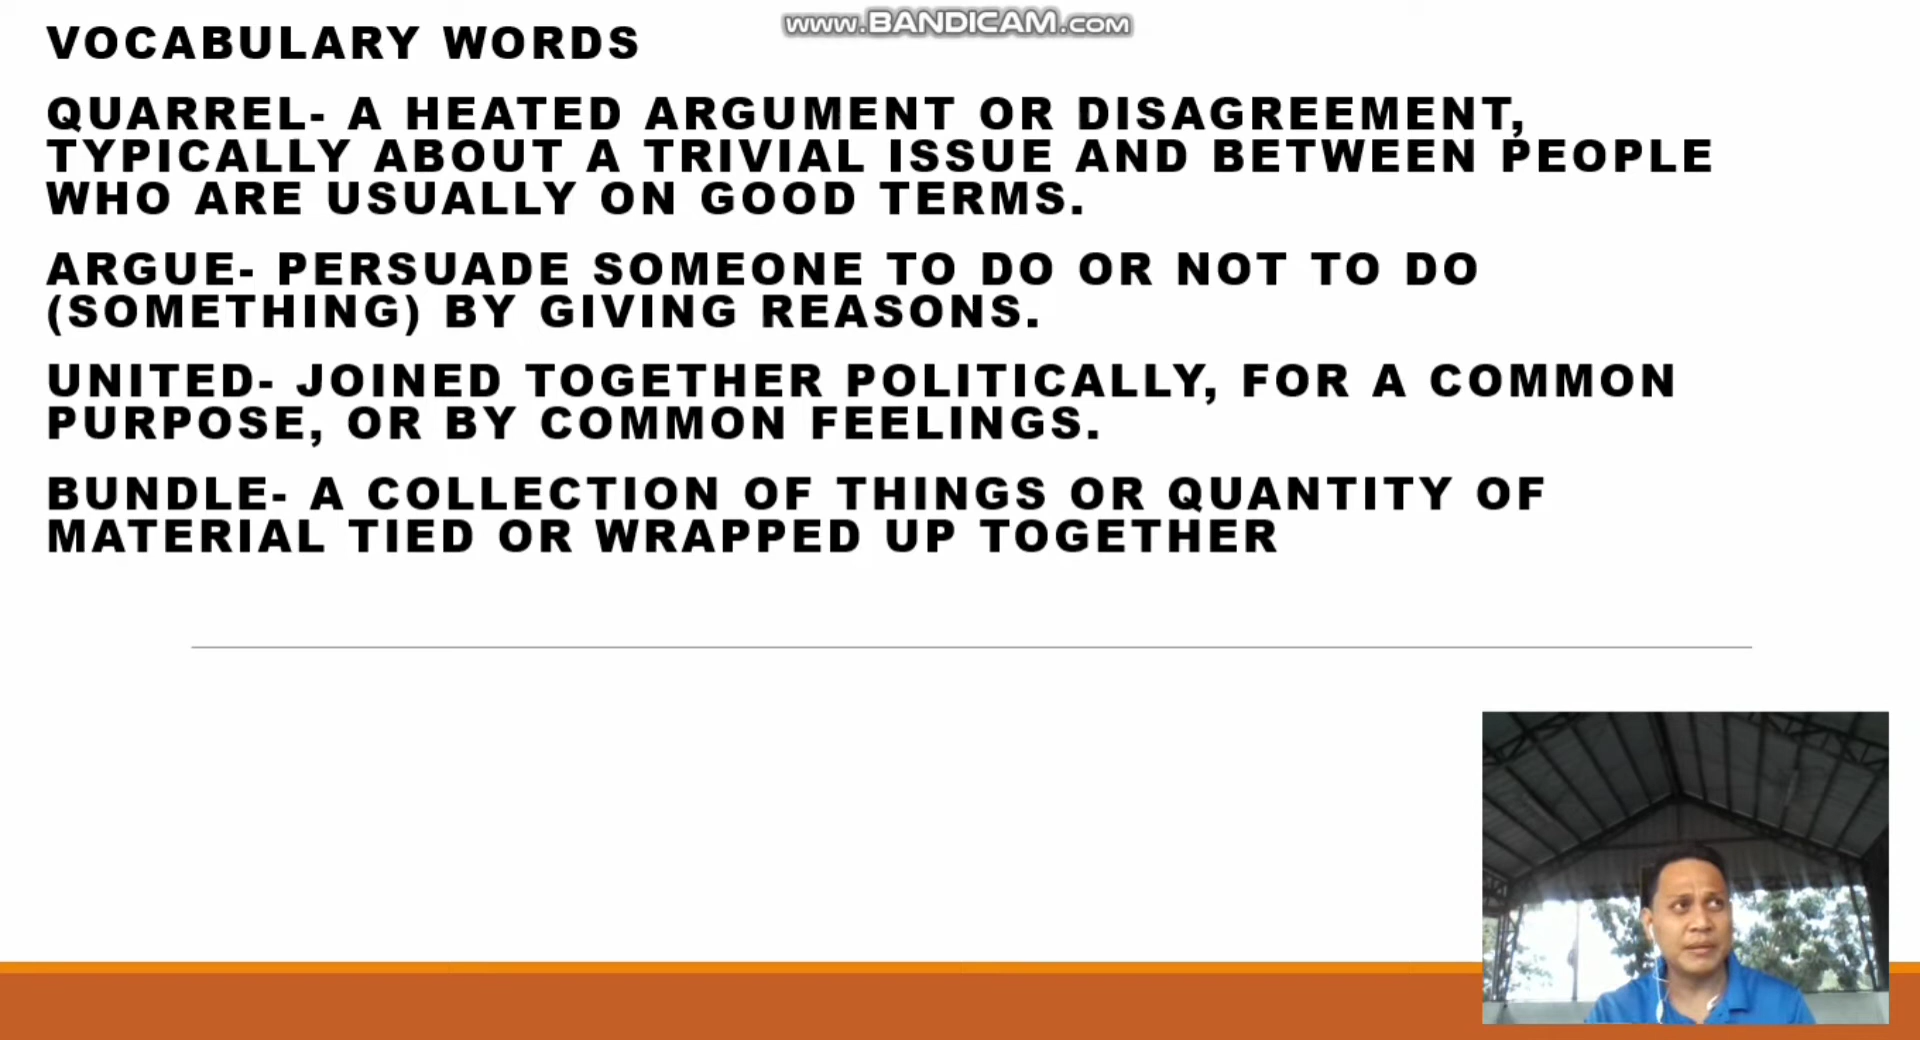 www.BANDICAM.com
VOCABULARY WORDS
QUARREL- A HEATED ARGUMENT OR DISAGREEMENT,
TYPICALLY ABOUT A TRIVIAL ISSUE AND BETWEEN PEOPLE
WHO ARE USUALLY ON GOOD TERMS.
ARGUE- PERSUADE SOMEONE TO DO OR NOT TO DO
(SOMETHING) BY GIVING REASONS.
UNITED- JOINED TOGETHER POLITICALLY, FOR A COMMON
PURPOSE, OR BY COMMON FEELINGS.
BUNDLE- A COLLECTION OF THINGS OR QUANTITY OF
MATERIAL TIED OR WRAPPED UP TOGETHER